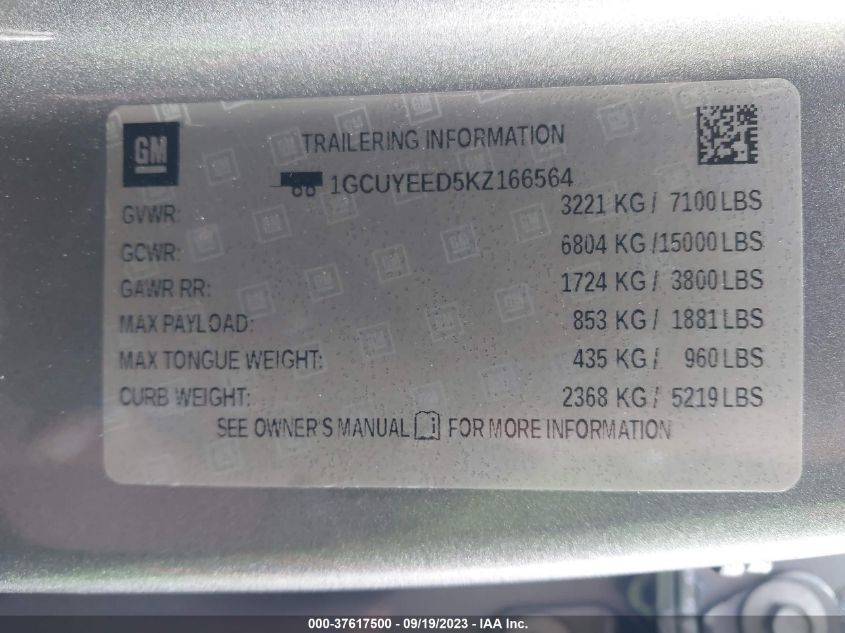 GM
TRAILERING INFORMATION
1GCUYEED5KZ166564
GVWR: 3221 KG / 7100 LBS
GCWR: 6804 KG /15000 LBS
GAWR RR: 1724 KG / 3800 LBS
MAX PAYLOAD: 853 KG / 1881 LBS
MAX TONGUE WEIGHT: 435 KG / 960 LBS
CURB WEIGHT: 2368 KG / 5219 LBS
SEE OWNER'S MANUAL FOR MORE INFORMATION
000-37617500 - 09/19/2023 - IAA Inc.